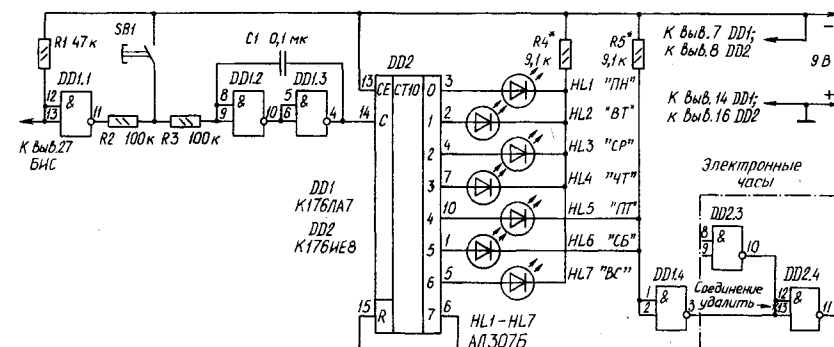 R1 47к
SB1
C1 0,1 мк
DD1.1
&
12
13
11
К выв.27
БИС
R2
100к
R3
100к
DD1.2
&
8
9
10
DD1.3
&
5
6
4
DD2
13
14
15
CE
C
R
CT10
0
1
2
3
4
5
6
7
3
2
4
7
10
1
5
6
DD1
К176ЛА7
DD2
К176ИЕ8
R4*
9,1к
R5*
9,1к
HL1 "ПН"
HL2 "ВТ"
HL3 "СР"
HL4 "ЧТ"
HL5 "ПТ"
HL6 "СБ"
HL7 "ВС"
HL1-HL7
АЛ307Б
К выв.7 DD1;
к выв.8 DD2
−
9 В
+
К выв.14 DD1;
к выв.16 DD2
Электронные
часы
DD2.3
&
8
9
10
Соединение
удалить
DD1.4
&
1
2
3
DD2.4
&
12
13
11